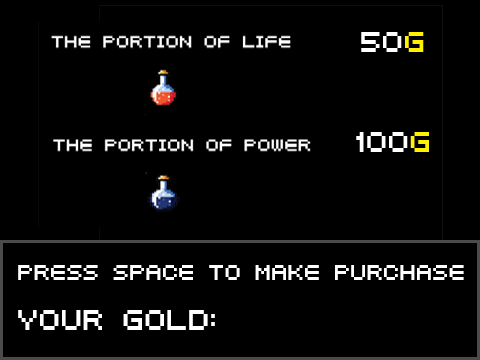 THE PORTION OF LIFE 50G
THE PORTION OF POWER 100G
PRESS SPACE TO MAKE PURCHASE
YOUR GOLD: